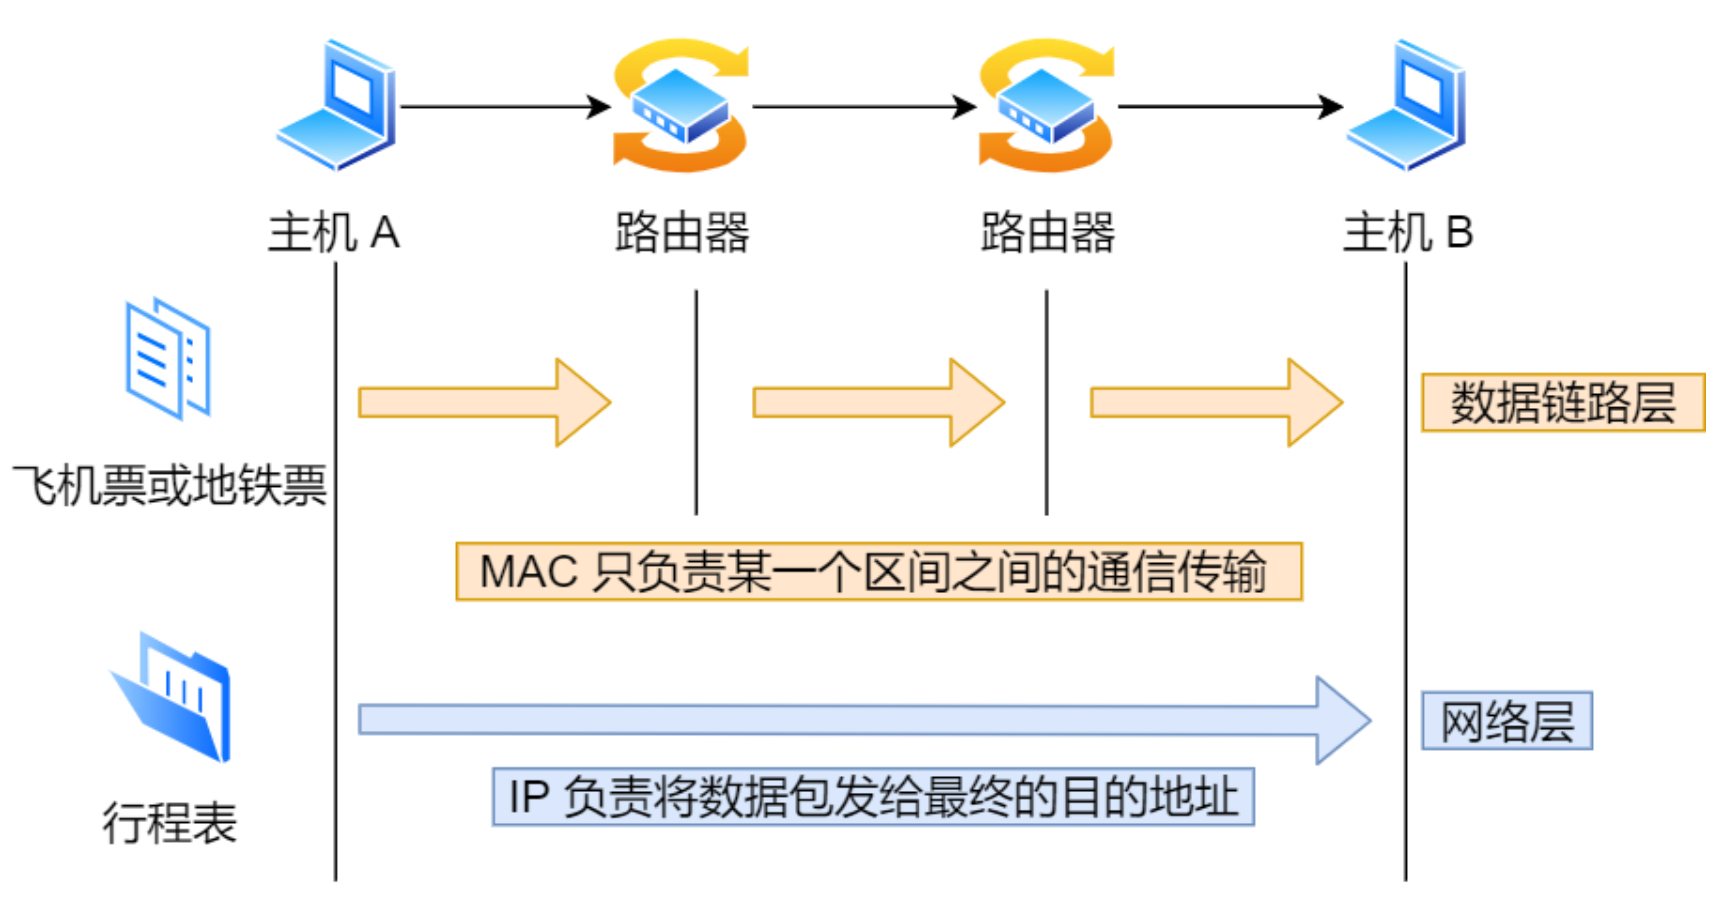 主机 A
路由器
路由器
主机 B
飞机票或地铁票
数据链路层
MAC 只负责某一个区间之间的通信传输
行程表
网络层
IP 负责将数据包发给最终的目的地址